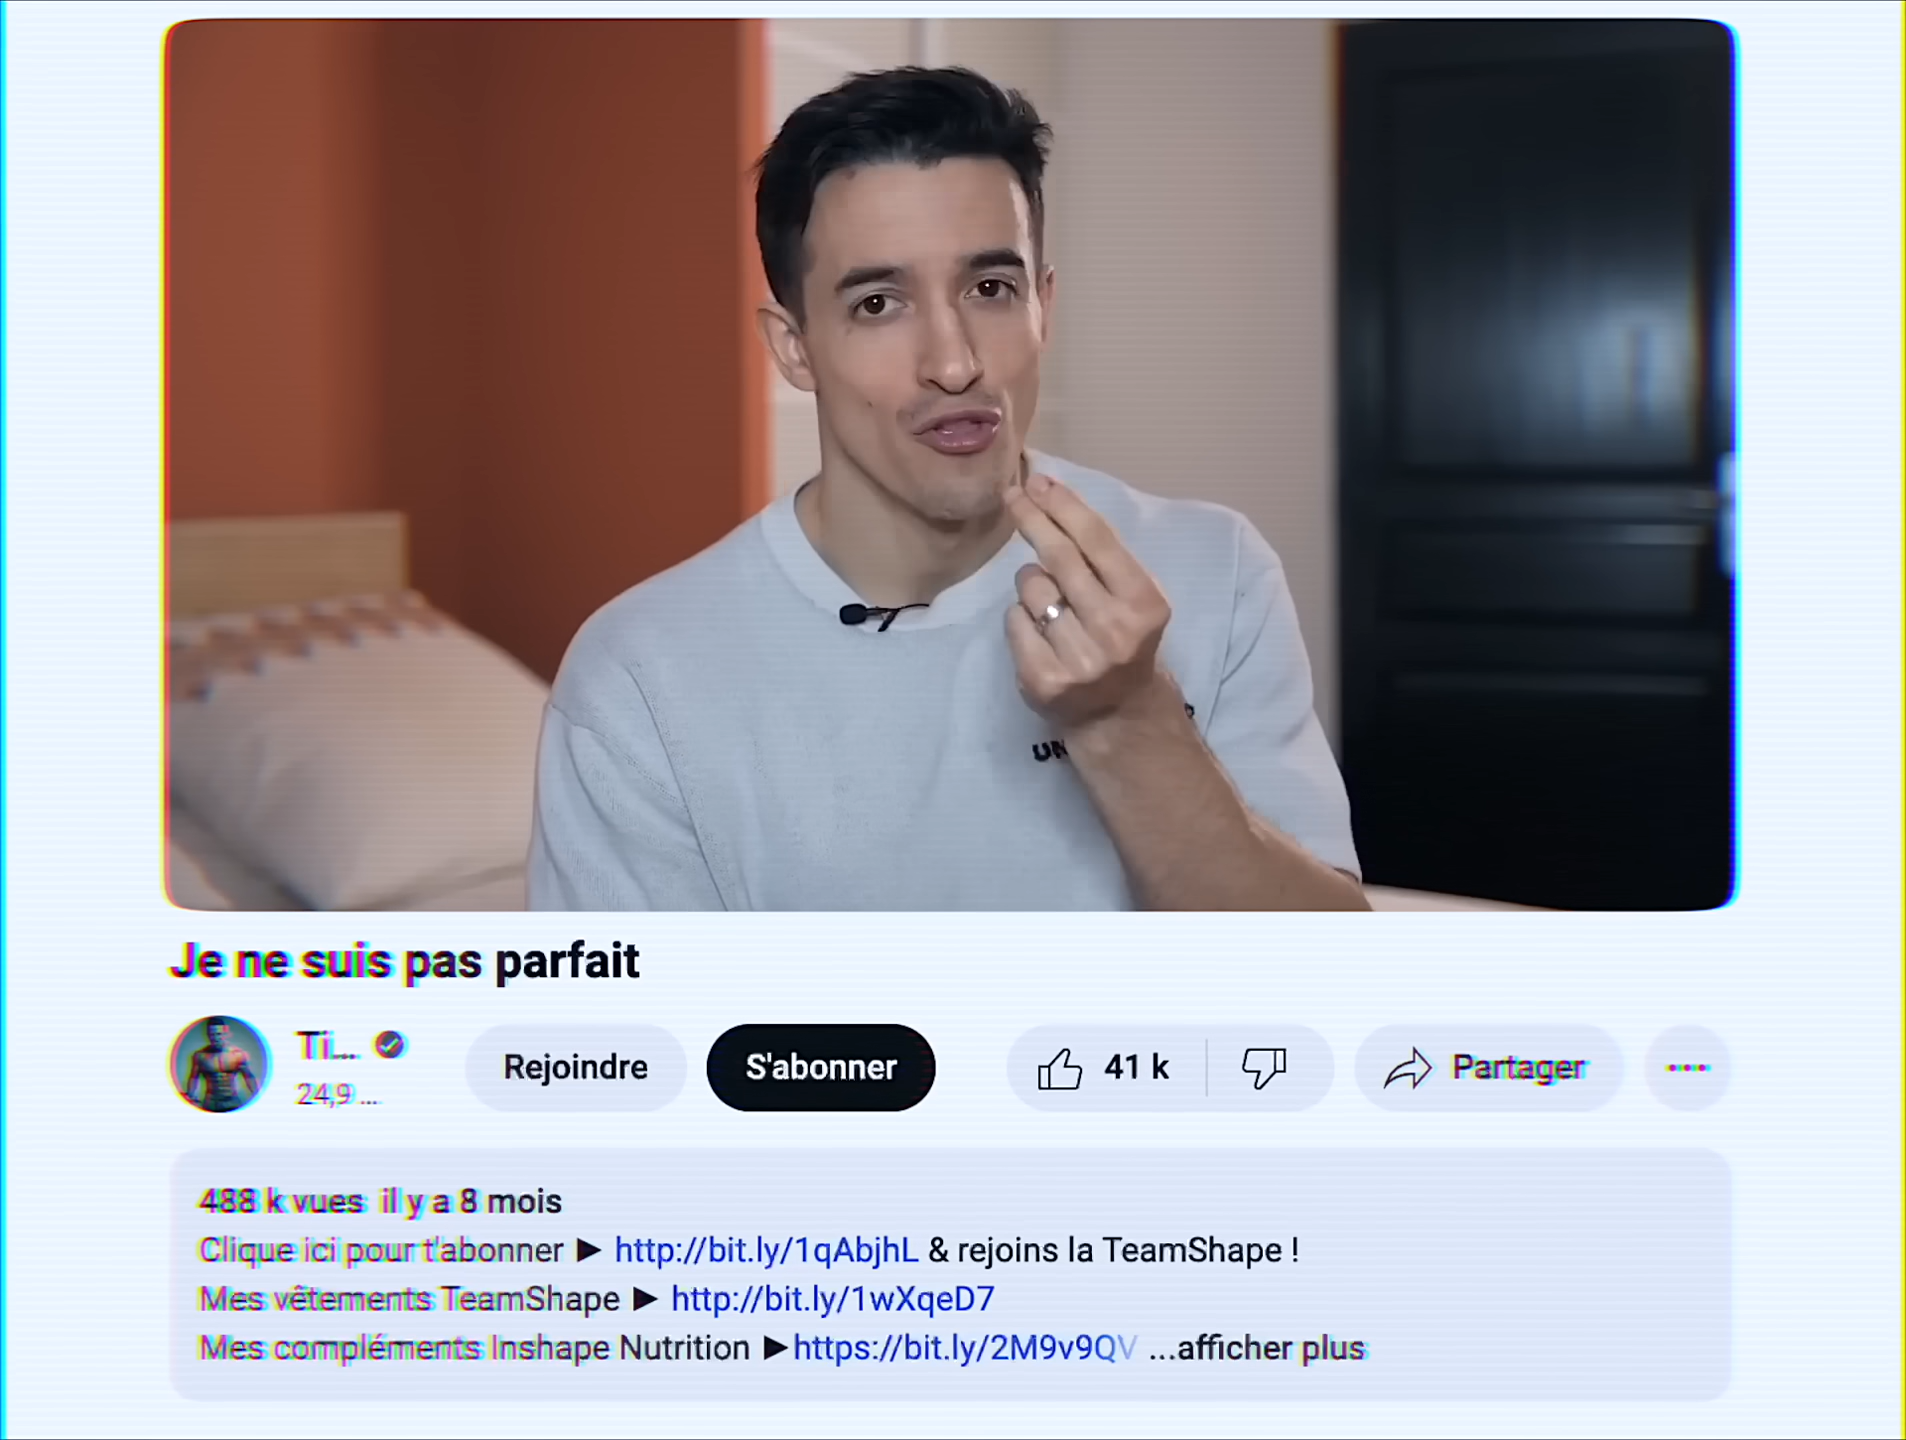 UN
Je ne suis pas parfait
Ti...
24,9 ...
Rejoindre
S'abonner
41 k
Partager
488 k vues il y a 8 mois
Clique ici pour t'abonner ► http://bit.ly/1qAbjhL & rejoins la TeamShape !
Mes vêtements TeamShape ► http://bit.ly/1wXqeD7
Mes compléments Inshape Nutrition ►https://bit.ly/2M9v9QV ...afficher plus